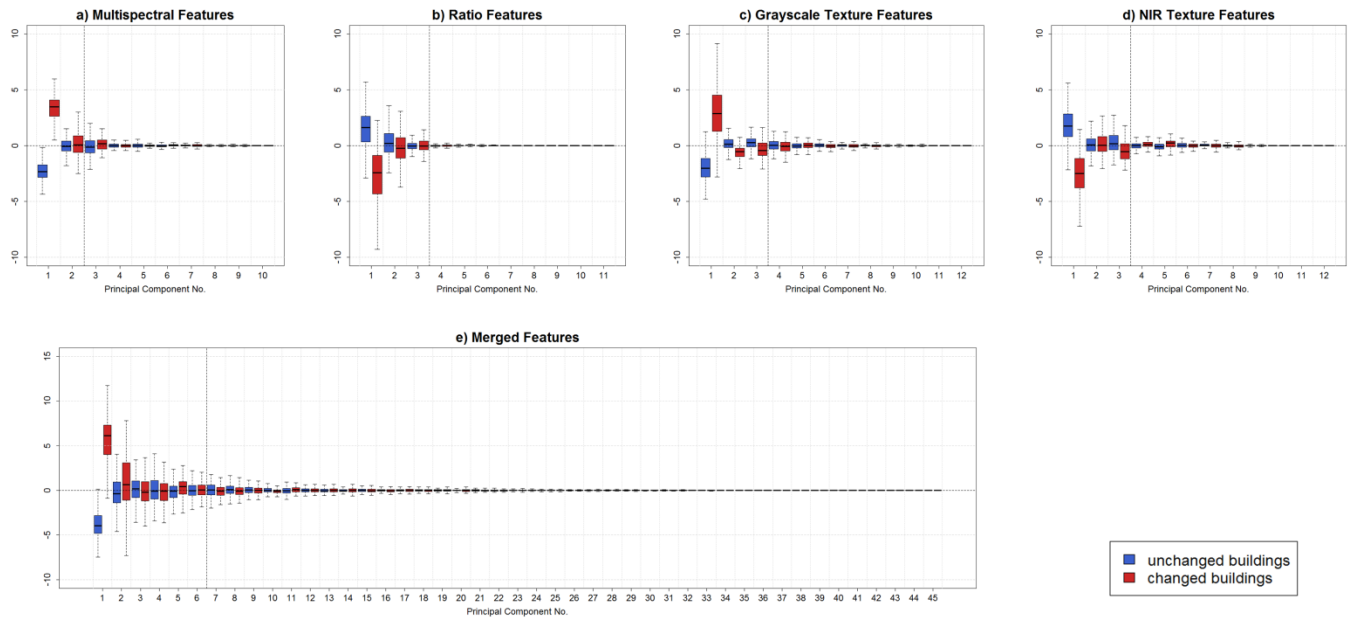 a) Multispectral Features
b) Ratio Features
c) Grayscale Texture Features
d) NIR Texture Features
10
5
0
-5
-10
1 2 3 4 5 6 7 8 9 10
Principal Component No.
10
5
0
-5
-10
1 2 3 4 5 6 7 8 9 10 11
Principal Component No.
10
5
0
-5
-10
1 2 3 4 5 6 7 8 9 10 11 12
Principal Component No.
10
5
0
-5
-10
1 2 3 4 5 6 7 8 9 10 11 12
Principal Component No.
e) Merged Features
15
10
5
0
-5
-10
1 2 3 4 5 6 7 8 9 10 11 12 13 14 15 16 17 18 19 20 21 22 23 24 25 26 27 28 29 30 31 32 33 34 35 36 37 38 39 40 41 42 43 44 45
Principal Component No.
unchanged buildings
changed buildings